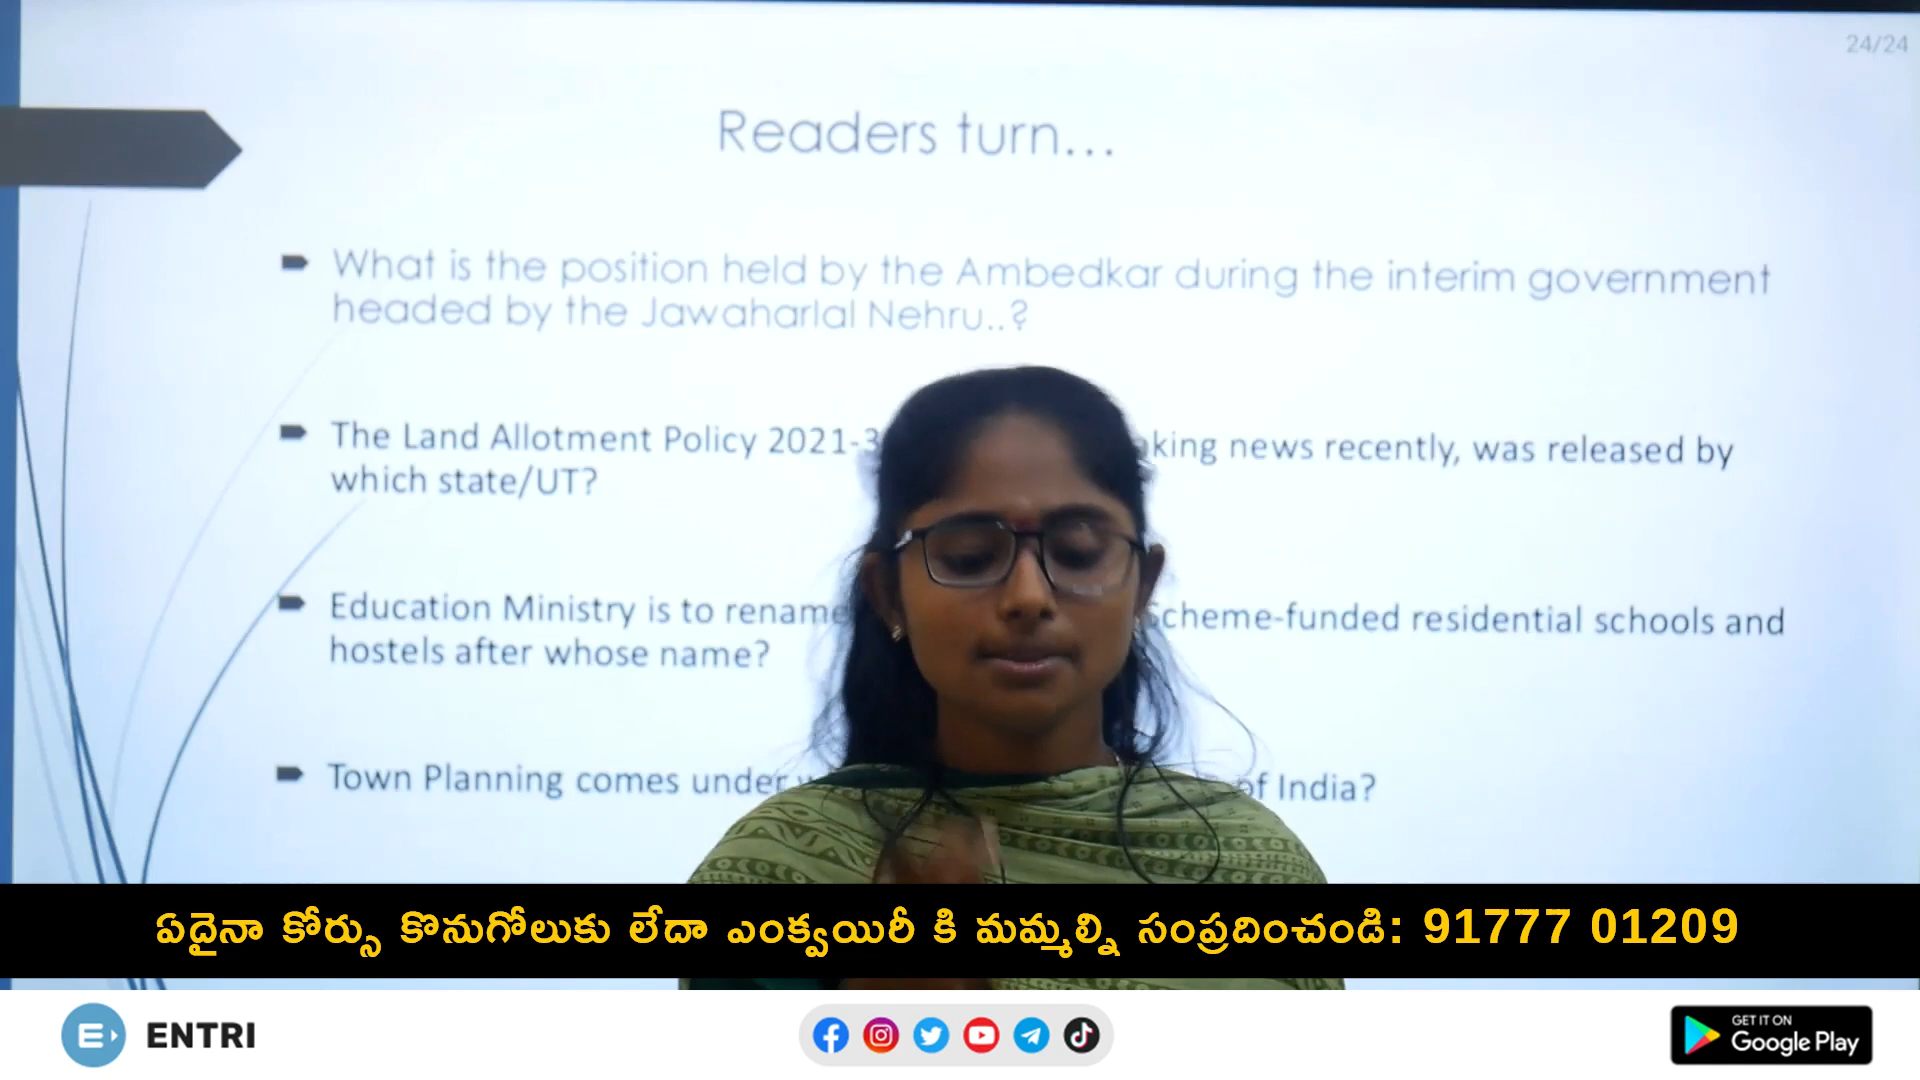 24/24
Readers turn...
What is the position held by the Ambedkar during the interim government
headed by the Jawaharlal Nehru..?
The Land Allotment Policy 2021-3 king news recently, was released by
which state/UT?
Education Ministry is to rename cheme-funded residential schools and
hostels after whose name?
Town Planning comes under of India?
ఏదైనా కోర్సు కొనుగోలుకు లేదా ఎంక్వయిరీ కి మమ్మల్ని సంప్రదించండి: 91777 01209
E ENTRI
GET IT ON
Google Play